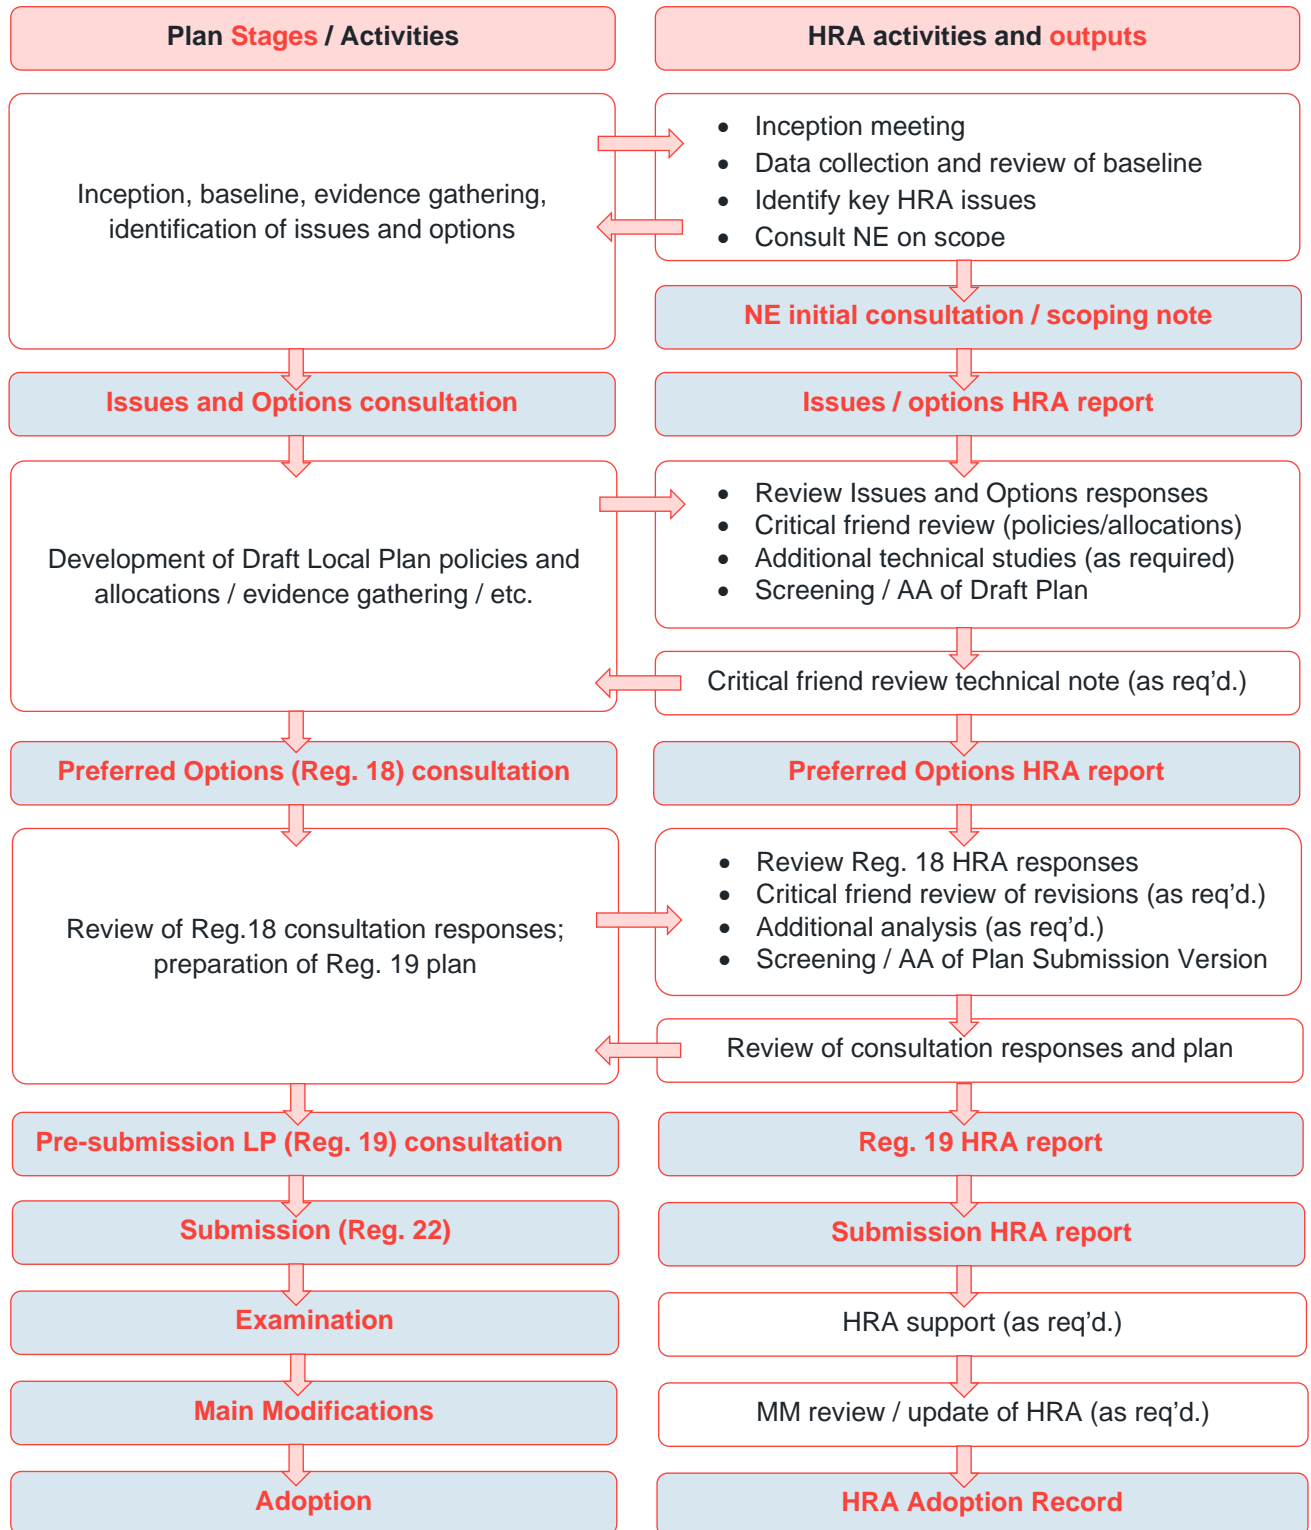 Plan Stages / Activities
HRA activities and outputs
Inception, baseline, evidence gathering,
identification of issues and options
• Inception meeting
• Data collection and review of baseline
• Identify key HRA issues
• Consult NE on scope
NE initial consultation / scoping note
Issues and Options consultation
Issues / options HRA report
Development of Draft Local Plan policies and
allocations / evidence gathering / etc.
• Review Issues and Options responses
• Critical friend review (policies/allocations)
• Additional technical studies (as required)
• Screening / AA of Draft Plan
Critical friend review technical note (as req’d.)
Preferred Options (Reg. 18) consultation
Preferred Options HRA report
Review of Reg.18 consultation responses;
preparation of Reg. 19 plan
• Review Reg. 18 HRA responses
• Critical friend review of revisions (as req’d.)
• Additional analysis (as req’d.)
• Screening / AA of Plan Submission Version
Review of consultation responses and plan
Pre-submission LP (Reg. 19) consultation
Reg. 19 HRA report
Submission (Reg. 22)
Submission HRA report
Examination
HRA support (as req’d.)
Main Modifications
MM review / update of HRA (as req’d.)
Adoption
HRA Adoption Record